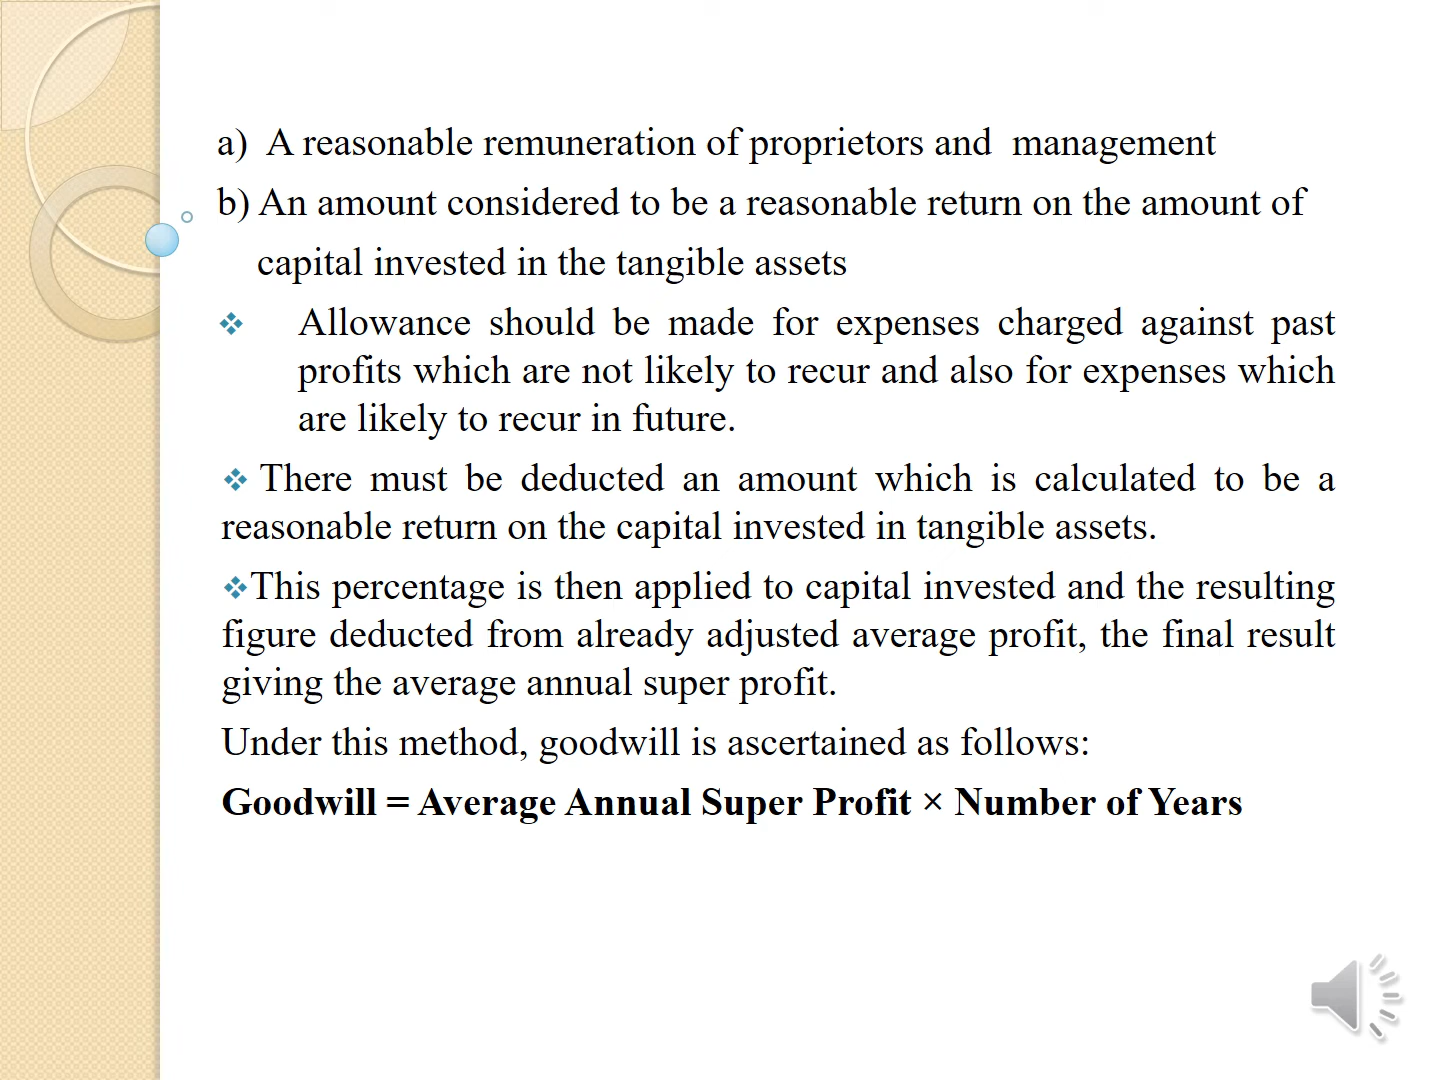 a) A reasonable remuneration of proprietors and management
b) An amount considered to be a reasonable return on the amount of
capital invested in the tangible assets
❖ Allowance should be made for expenses charged against past
profits which are not likely to recur and also for expenses which
are likely to recur in future.
❖ There must be deducted an amount which is calculated to be a
reasonable return on the capital invested in tangible assets.
❖This percentage is then applied to capital invested and the resulting
figure deducted from already adjusted average profit, the final result
giving the average annual super profit.
Under this method, goodwill is ascertained as follows:
Goodwill = Average Annual Super Profit × Number of Years